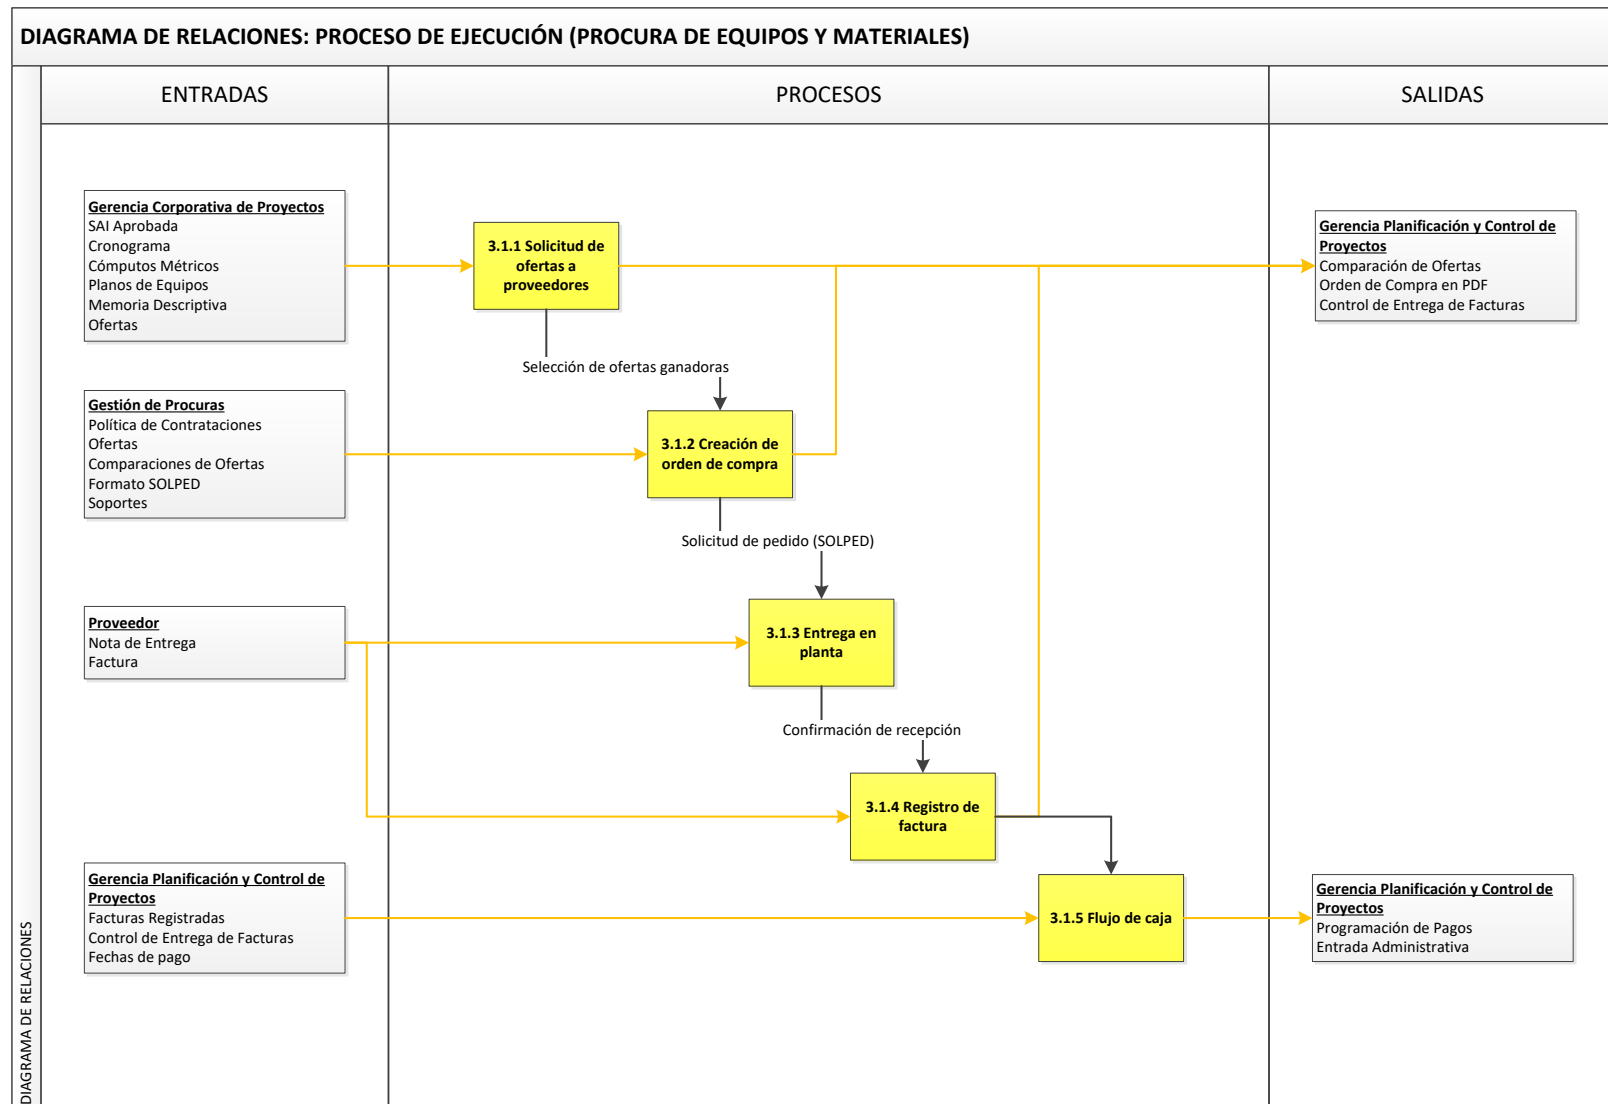 DIAGRAMA DE RELACIONES: PROCESO DE EJECUCIÓN (PROCURA DE EQUIPOS Y MATERIALES)
ENTRADAS
PROCESOS
SALIDAS
Gerencia Corporativa de Proyectos
SAI Aprobada
Cronograma
Cómputos Métricos
Planos de Equipos
Memoria Descriptiva
Ofertas
3.1.1 Solicitud de
ofertas a
proveedores
Gerencia Planificación y Control de
Proyectos
Comparación de Ofertas
Orden de Compra en PDF
Control de Entrega de Facturas
Selección de ofertas ganadoras
Gestión de Procuras
Política de Contrataciones
Ofertas
Comparaciones de Ofertas
Formato SOLPED
Soportes
3.1.2 Creación de
orden de compra
Solicitud de pedido (SOLPED)
Proveedor
Nota de Entrega
Factura
3.1.3 Entrega en
planta
Confirmación de recepción
3.1.4 Registro de
factura
Gerencia Planificación y Control de
Proyectos
Facturas Registradas
Control de Entrega de Facturas
Fechas de pago
3.1.5 Flujo de caja
Gerencia Planificación y Control de
Proyectos
Programación de Pagos
Entrada Administrativa
DIAGRAMA DE RELACIONES